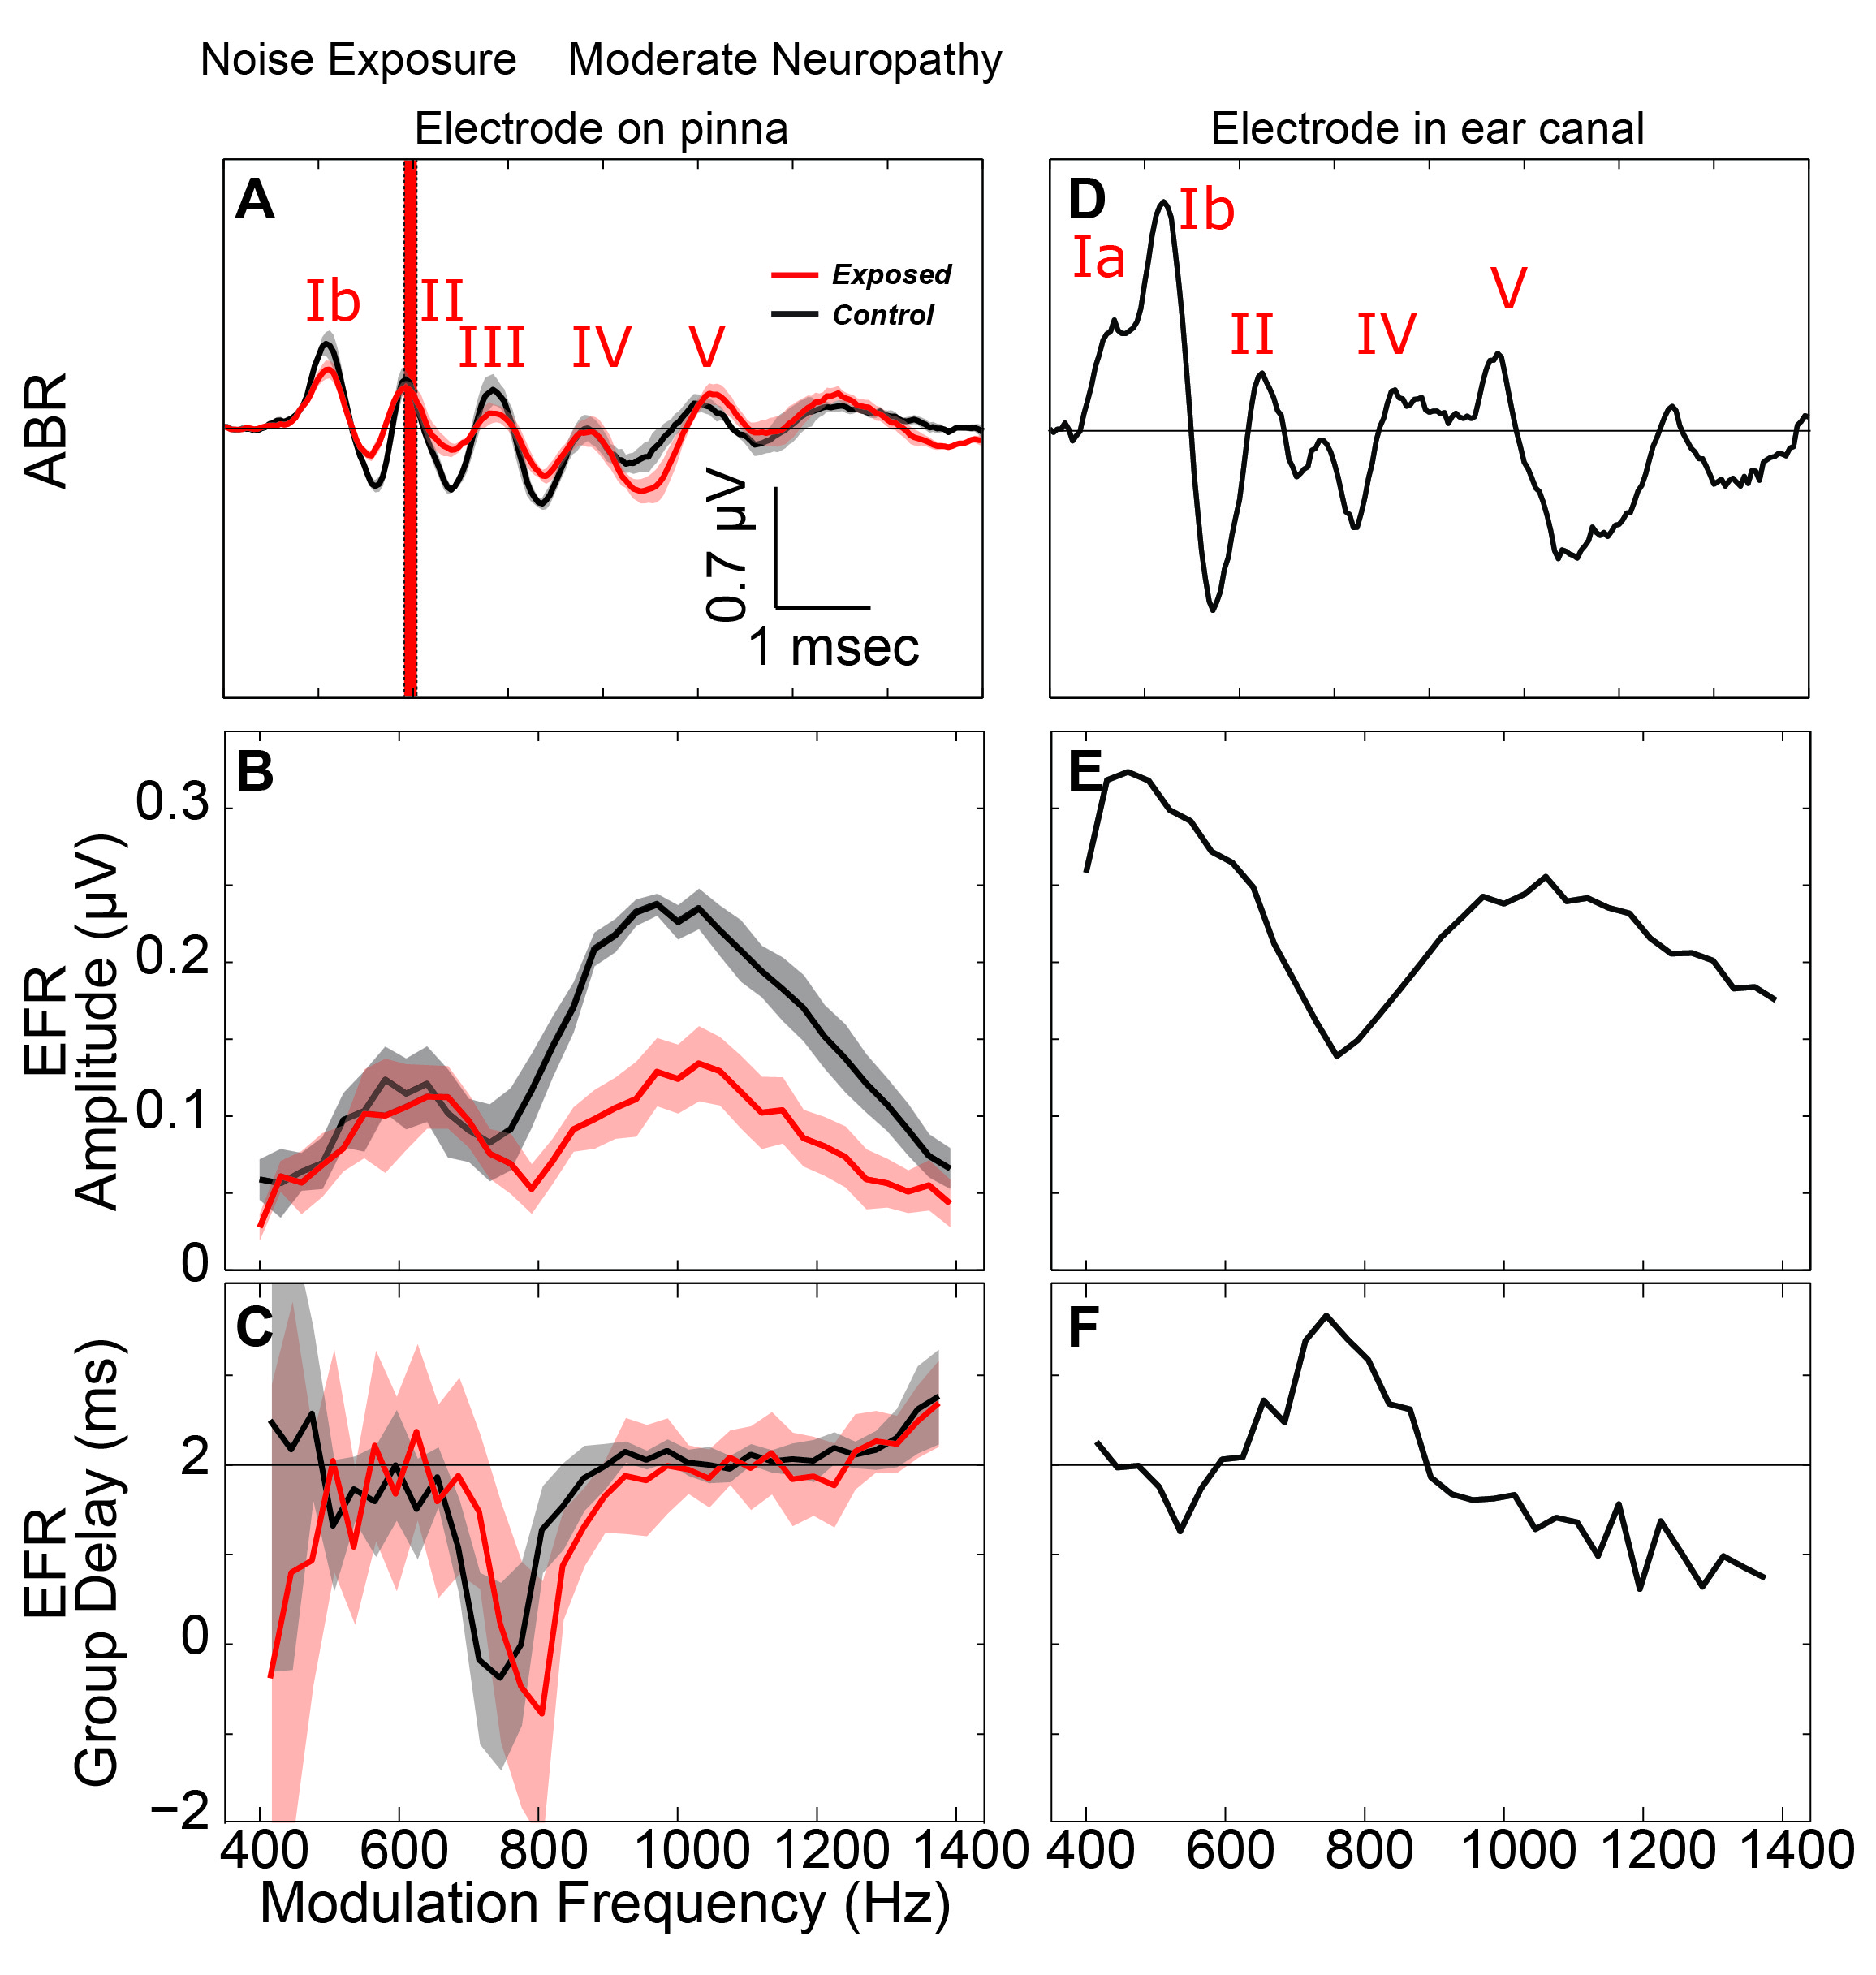 Noise Exposure Moderate Neuropathy
Electrode on pinna
Electrode in ear canal
ABR
A
Ib
II
III
IV
V
Exposed
Control
0.7 µV
1 msec
D
Ia
Ib
II
IV
V
EFR
Amplitude (µV)
B
0.3
0.2
0.1
0
E
EFR
Group Delay (ms)
C
2
0
−2
F
400 600 800 1000 1200 1400
400 600 800 1000 1200 1400
Modulation Frequency (Hz)